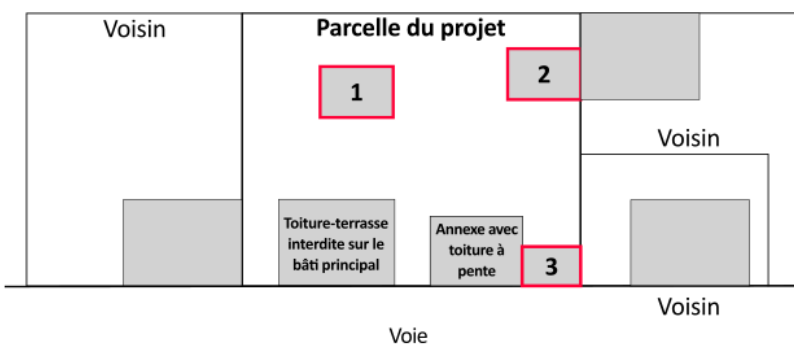 Voisin
Parcelle du projet
1
2
Voisin
Toiture-terrasse
interdite sur le
bâti principal
Annexe avec
toiture à
pente
3
Voisin
Voie